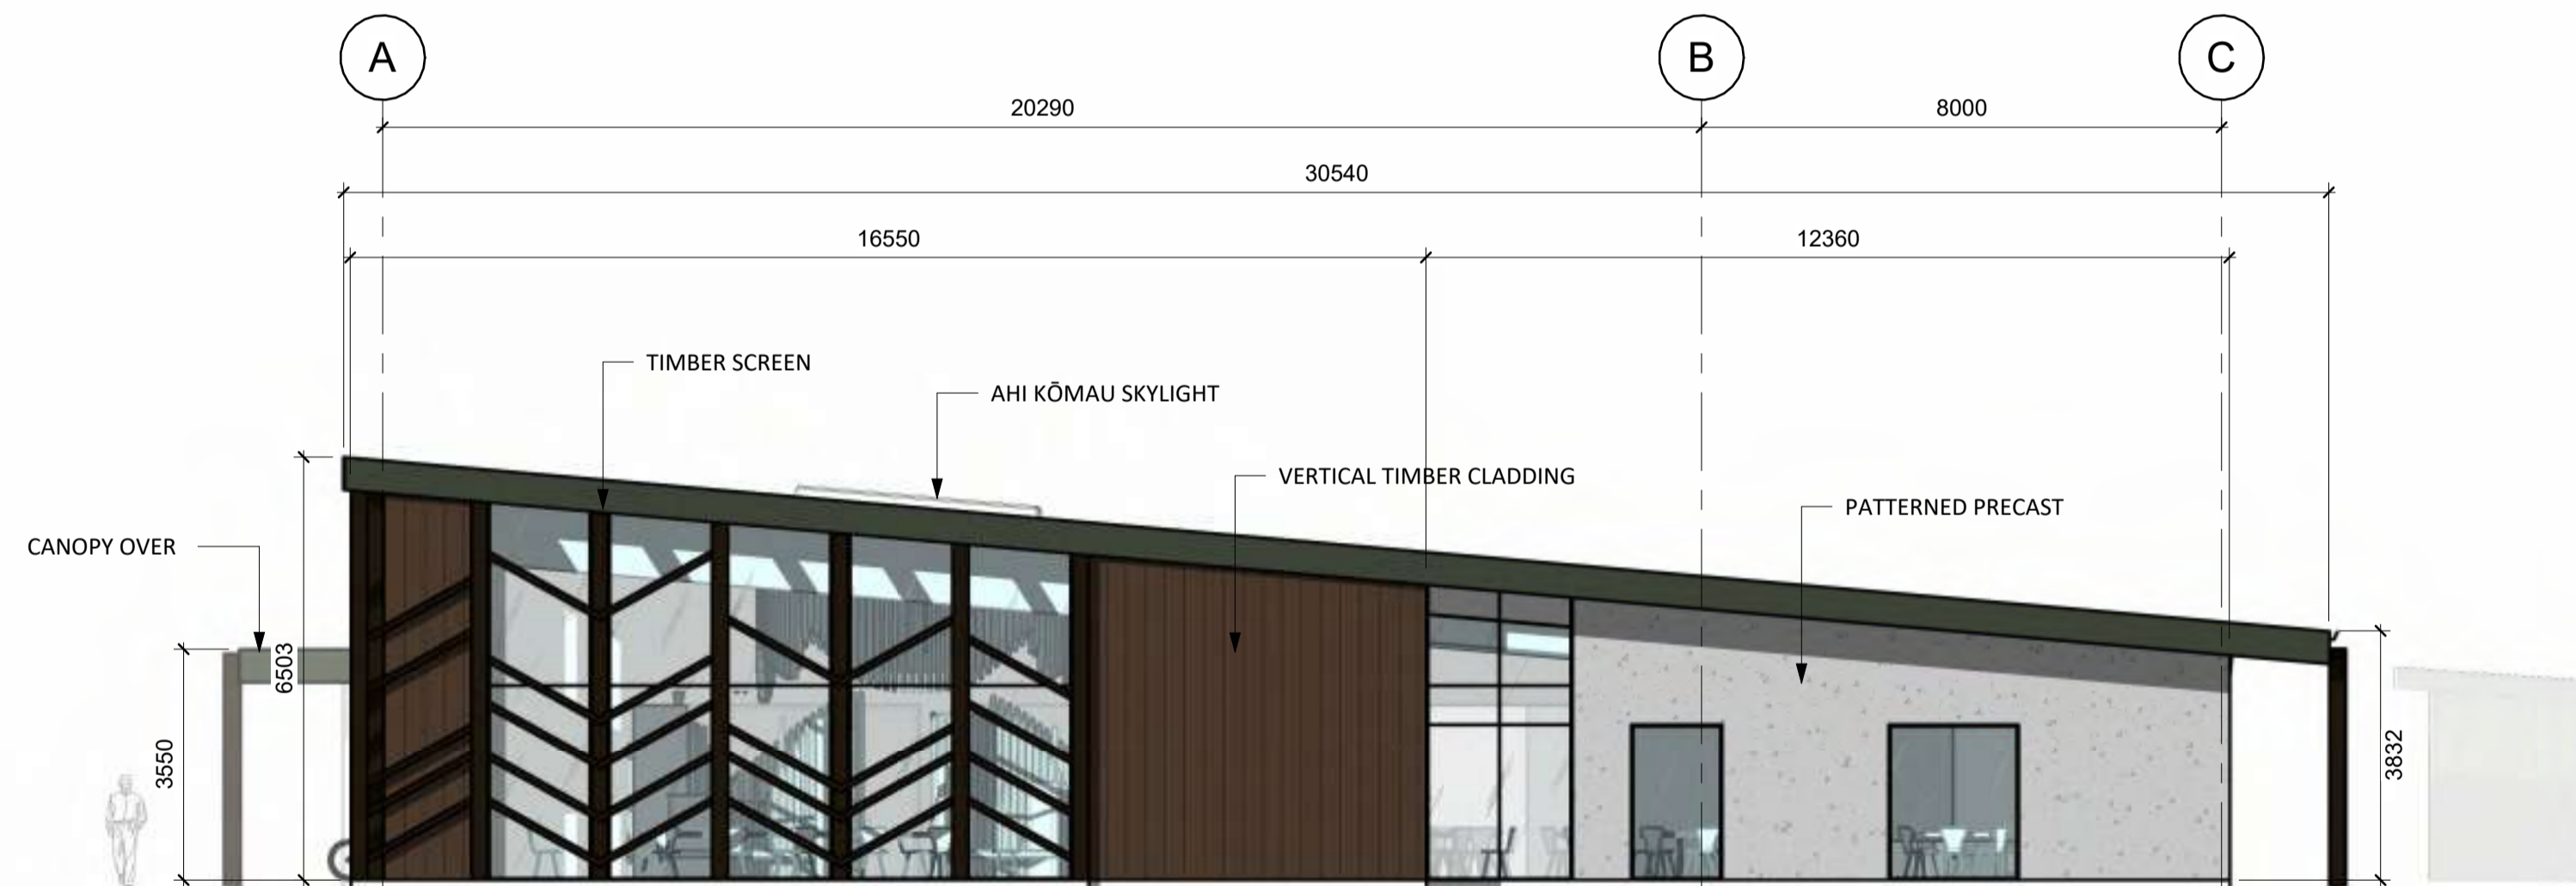 A
B
C
20290
8000
30540
16550
12360
TIMBER SCREEN
AHI KŌMAU SKYLIGHT
VERTICAL TIMBER CLADDING
PATTERNED PRECAST
CANOPY OVER
6503
3550
3832